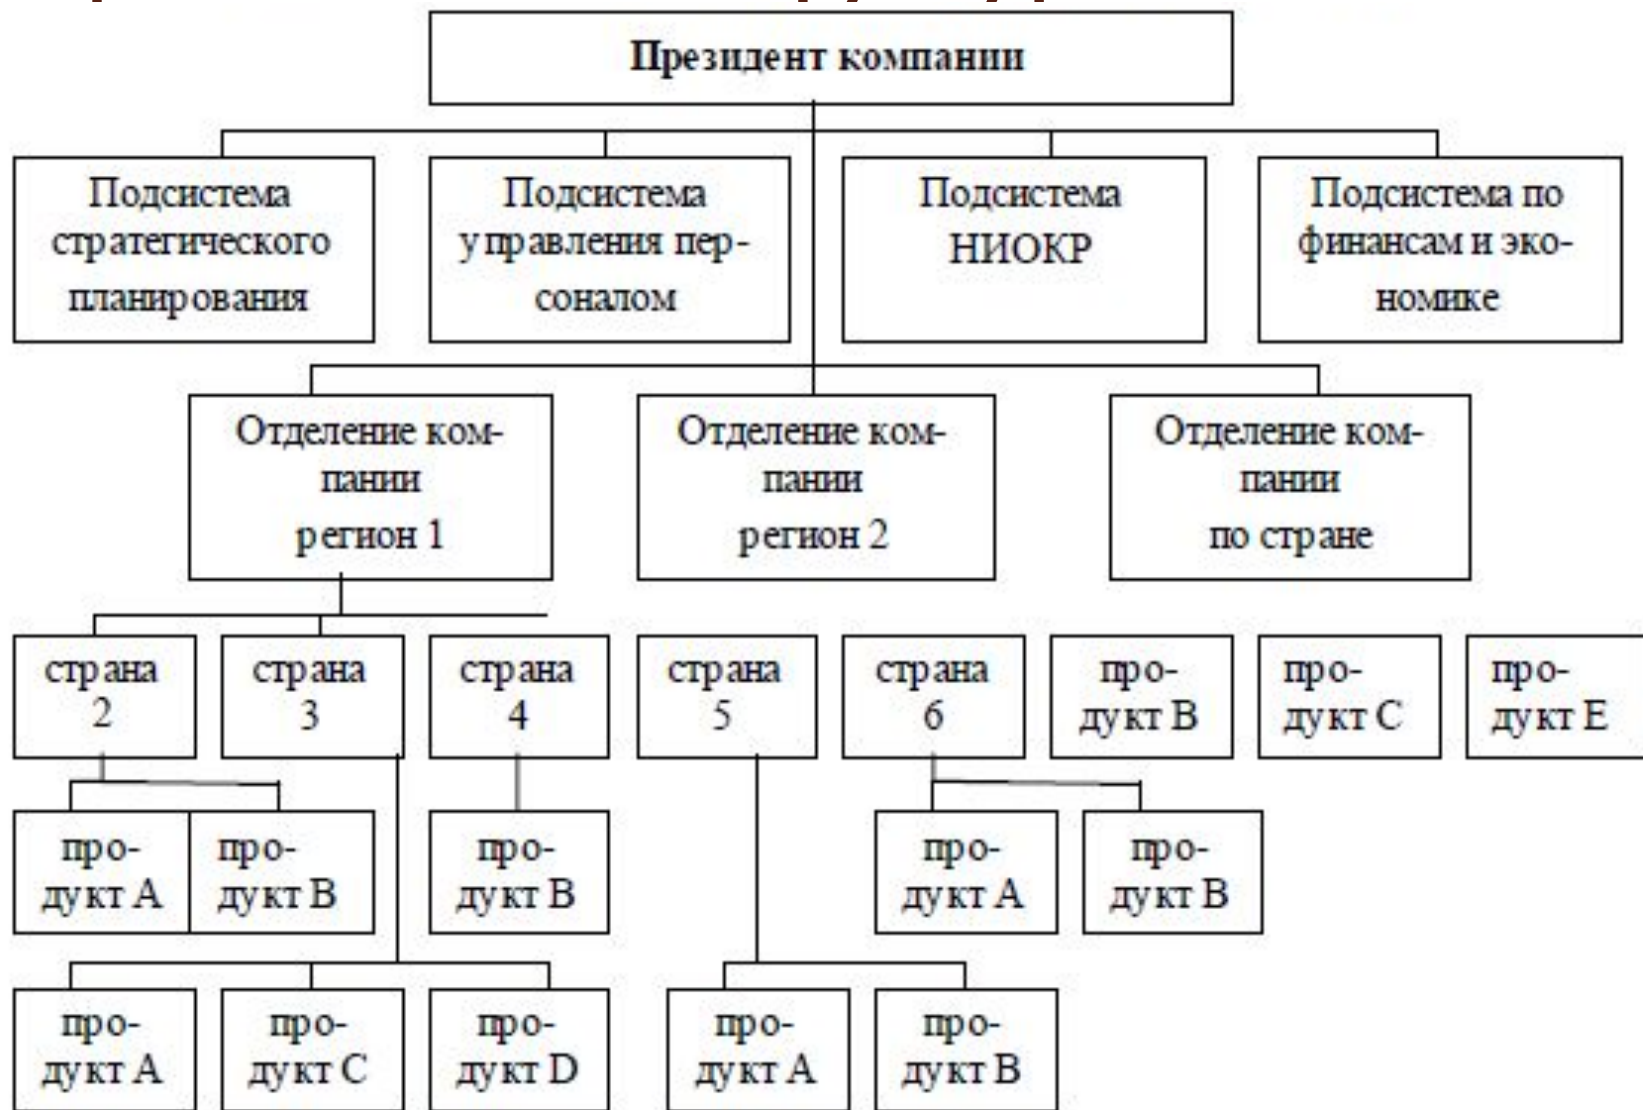 Президент компании
Подсистема
стратегического
планирования
Подсистема
управления пер-
соналом
Подсистема
НИОКР
Подсистема по
финансам и эко-
номике
Отделение ком-
пании
регион 1
Отделение ком-
пании
регион 2
Отделение ком-
пании
по стране
страна
2
страна
3
страна
4
страна
5
страна
6
про-
дукт В
про-
дукт С
про-
дукт Е
про-
дукт А
про-
дукт В
про-
дукт В
про-
дукт А
про-
дукт В
про-
дукт А
про-
дукт С
про-
дукт D
про-
дукт А
про-
дукт В